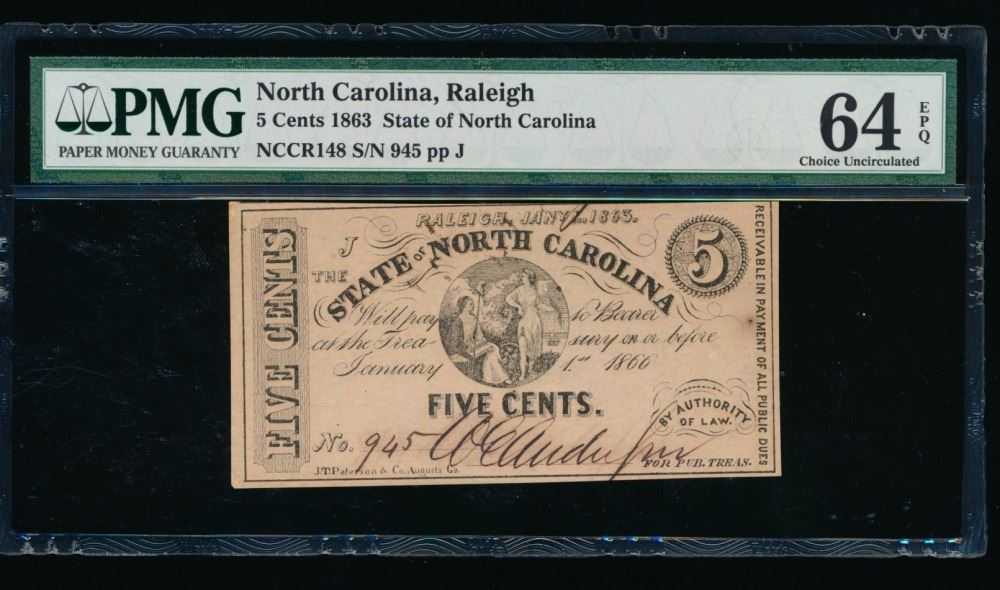 PMG
PAPER MONEY GUARANTY
North Carolina, Raleigh
5 Cents 1863 State of North Carolina
NCCR148 S/N 945 pp J
64 EPQ
Choice Uncirculated
RALEIGH, JANY 1, 1863.
J
5
THE
STATE OF NORTH CAROLINA
Will pay to Bearer
at the Treasury on or before
January 1st 1866
FIVE CENTS.
BY AUTHORITY
OF LAW.
No. 945
FOR PUB. TREAS.
J.T. Paterson & Co. Augusta Ga.
FIVE CENTS
RECEIVABLE IN PAYMENT OF ALL PUBLIC DUES